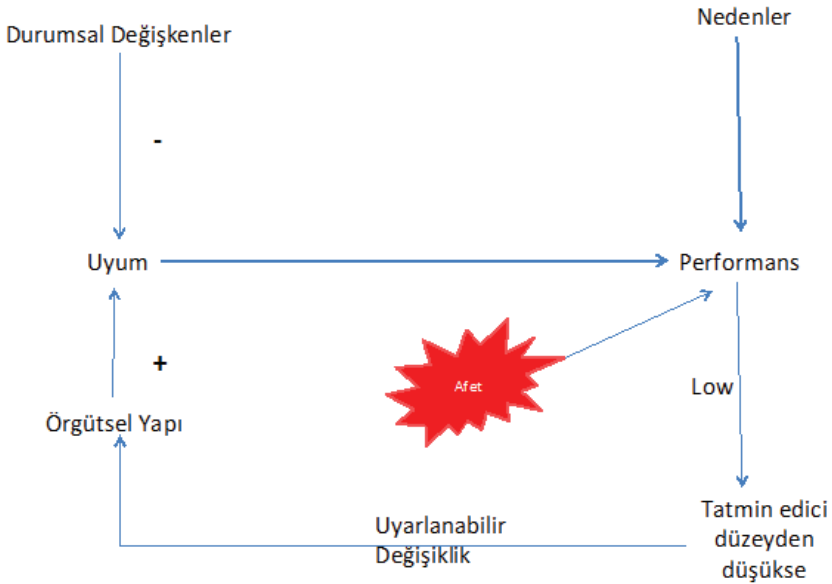 Nedenler
Durumsal Değişkenler
-
Uyum
Performans
+
Afet
Low
Örgütsel Yapı
Tatmin edici
düzeyden
düşükse
Uyarlanabilir
Değişiklik